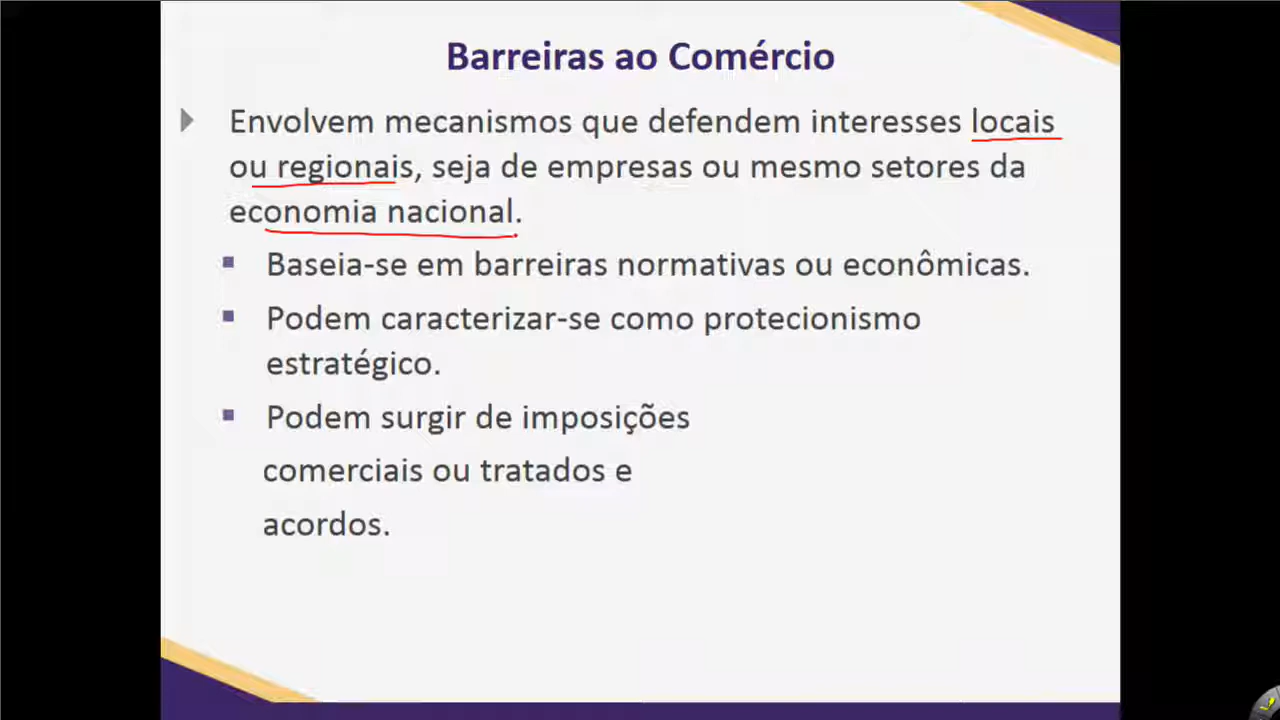 Barreiras ao Comércio
Envolvem mecanismos que defendem interesses locais
ou regionais, seja de empresas ou mesmo setores da
economia nacional.
Baseia-se em barreiras normativas ou econômicas.
Podem caracterizar-se como protecionismo
estratégico.
Podem surgir de imposições
comerciais ou tratados e
acordos.